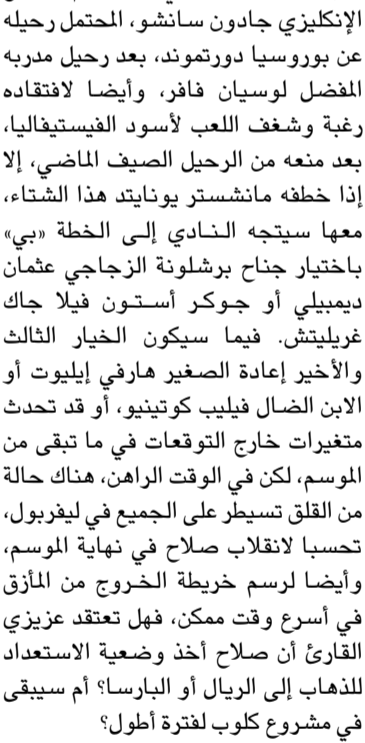 الإنكليزي جادون سانشو، المحتمل رحيله
عن بوروسيا دورتموند، بعد رحيل مدربه
المفضل لوسيان فافر، وأيضا لافتقاده
رغبة وشغف اللعب لأسود الفيستيفاليا،
بعد منعه من الرحيل الصيف الماضي، إلا
إذا خطفه مانشستر يونايتد هذا الشتاء،
معها سيتجه النادي إلى الخطة «بي»
باختيار جناح برشلونة الزجاجي عثمان
ديمبيلي أو جوكر أستون فيلا جاك
غريليتش. فيما سيكون الخيار الثالث
والأخير إعادة الصغير هارفي إيليوت أو
الابن الضال فيليب كوتينيو، أو قد تحدث
متغيرات خارج التوقعات في ما تبقى من
الموسم، لكن في الوقت الراهن، هناك حالة
من القلق تسيطر على الجميع في ليفربول،
تحسبا لانقلاب صلاح في نهاية الموسم،
وأيضا لرسم خريطة الخروج من المأزق
في أسرع وقت ممكن، فهل تعتقد عزيزي
القارئ أن صلاح أخذ وضعية الاستعداد
للذهاب إلى الريال أو البارسا؟ أم سيبقى
في مشروع كلوب لفترة أطول؟